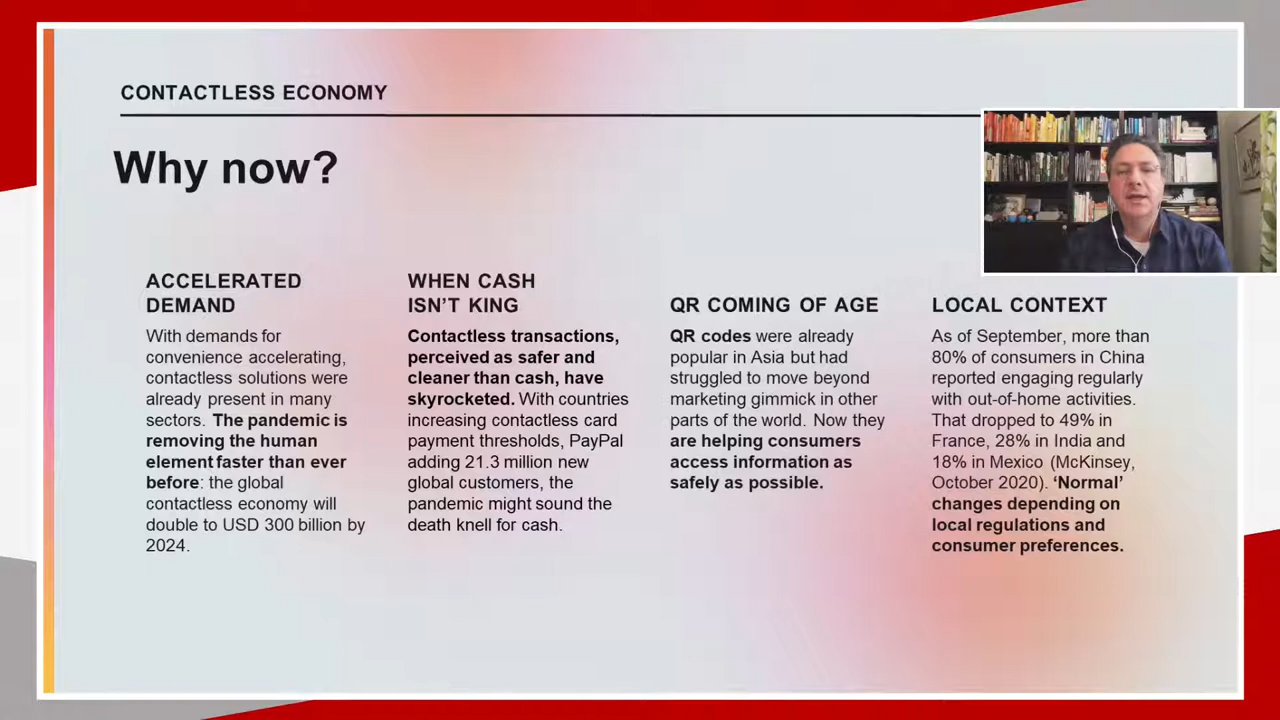 CONTACTLESS ECONOMY
Why now?
ACCELERATED
DEMAND
With demands for
convenience accelerating,
contactless solutions were
already present in many
sectors. The pandemic is
removing the human
element faster than ever
before: the global
contactless economy will
double to USD 300 billion by
2024.
WHEN CASH
ISN’T KING
Contactless transactions,
perceived as safer and
cleaner than cash, have
skyrocketed. With countries
increasing contactless card
payment thresholds, PayPal
adding 21.3 million new
global customers, the
pandemic might sound the
death knell for cash.
QR COMING OF AGE
QR codes were already
popular in Asia but had
struggled to move beyond
marketing gimmick in other
parts of the world. Now they
are helping consumers
access information as
safely as possible.
LOCAL CONTEXT
As of September, more than
80% of consumers in China
reported engaging regularly
with out-of-home activities.
That dropped to 49% in
France, 28% in India and
18% in Mexico (McKinsey,
October 2020). ‘Normal’
changes depending on
local regulations and
consumer preferences.